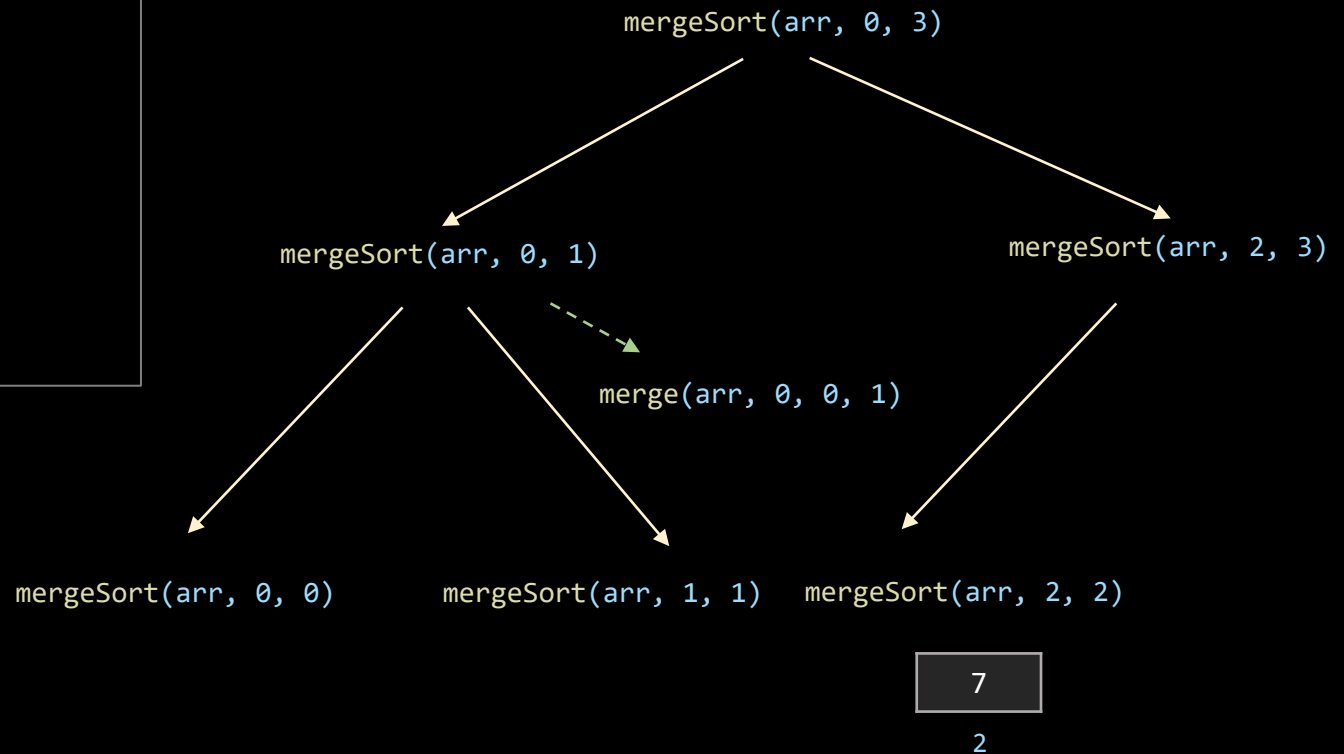 mergeSort(arr, 0, 3)
mergeSort(arr, 0, 1)
mergeSort(arr, 2, 3)
merge(arr, 0, 0, 1)
mergeSort(arr, 0, 0)
mergeSort(arr, 1, 1)
mergeSort(arr, 2, 2)
7
2